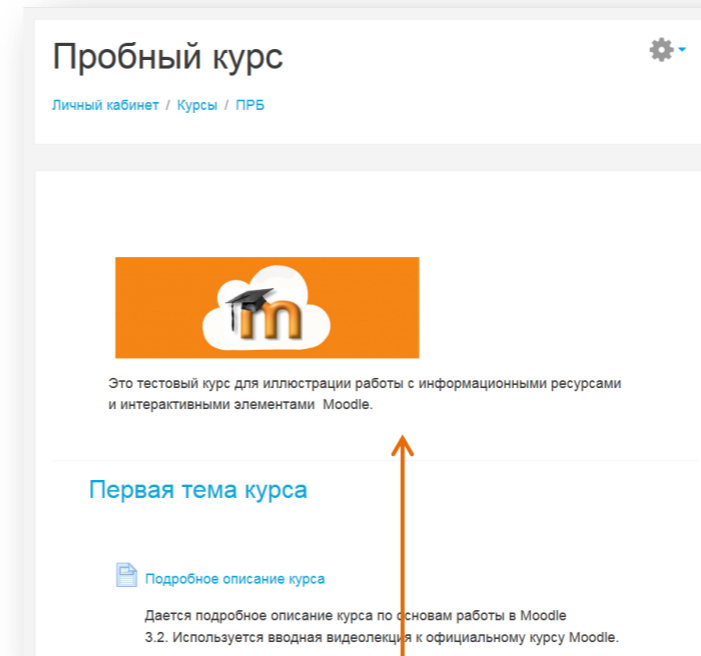 Пробный курс
Личный кабинет / Курсы / ПРБ
m
Это тестовый курс для иллюстрации работы с информационными ресурсами
и интерактивными элементами Moodle.
Первая тема курса
Подробное описание курса
Дается подробное описание курса по основам работы в Moodle
3.2. Используется вводная видеолекция к официальному курсу Moodle.